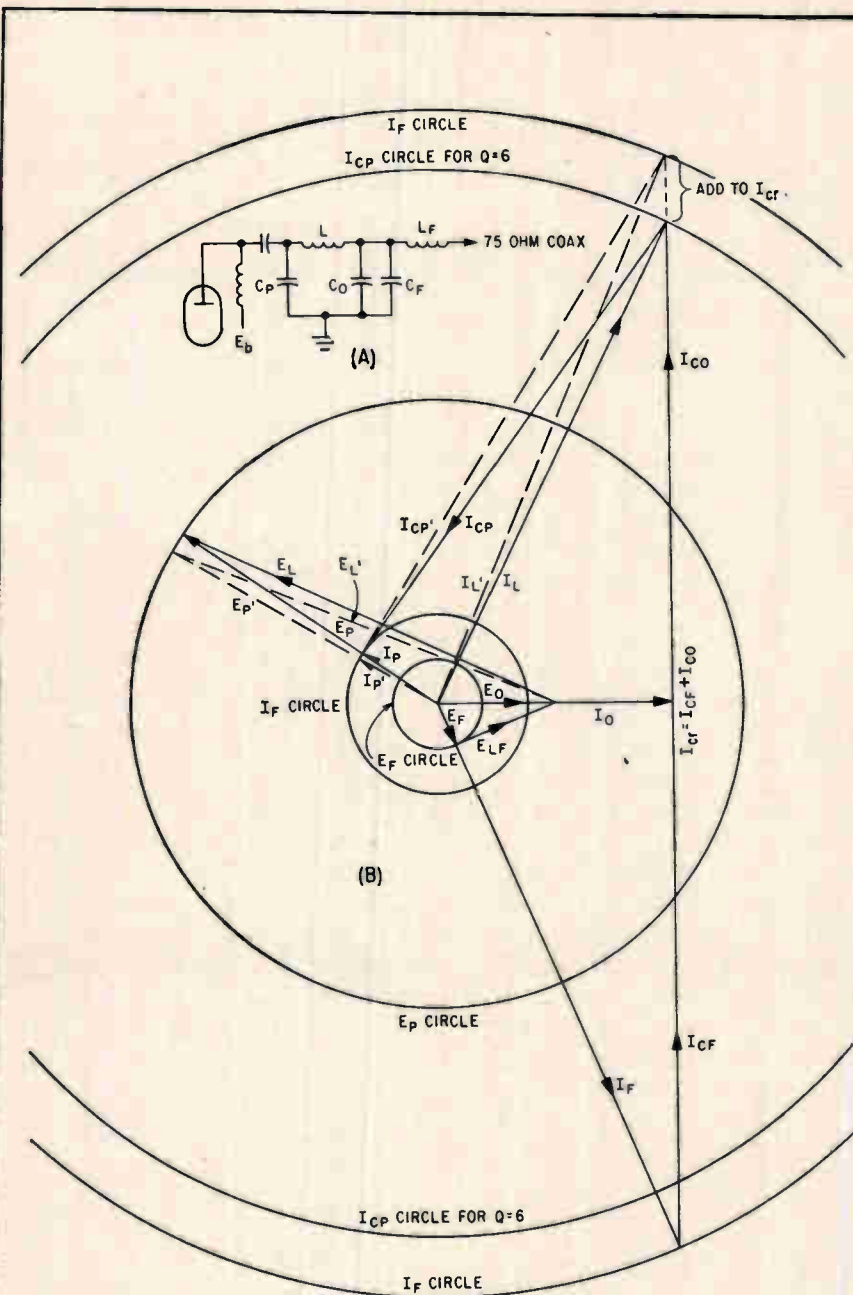 I_F CIRCLE
I_CP CIRCLE FOR Q=6
ADD TO I_cr
L
L_F
75 OHM COAX
C_P
C_O
C_F
E_b
(A)
I_CO
I_CP'
I_CP
I_L'
I_L
E_L
E_L'
E_P'
E_P
I_P
I_P'
I_F CIRCLE
E_F CIRCLE
E_O
E_F
E_LF
I_O
I_cr = I_CF + I_CO
(B)
E_P CIRCLE
I_CF
I_F
I_CP CIRCLE FOR Q=6
I_F CIRCLE